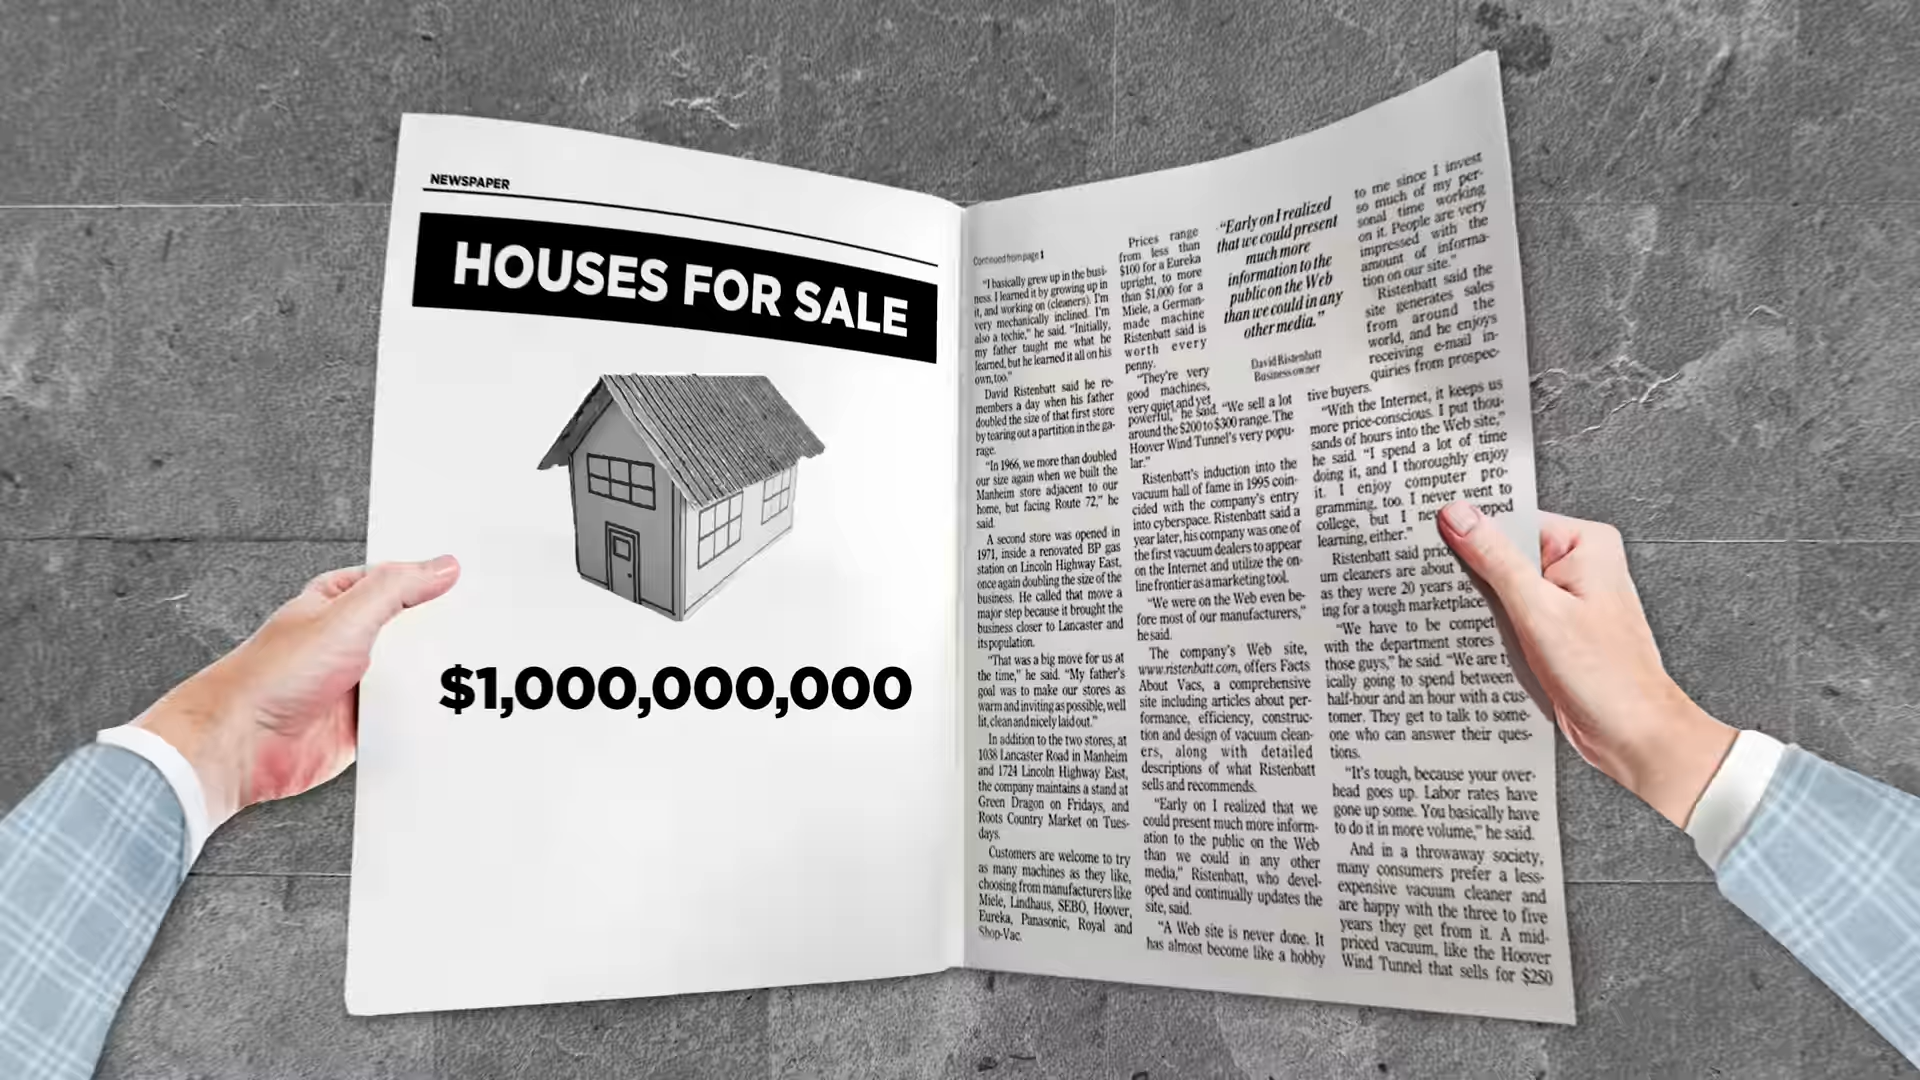 NEWSPAPER
HOUSES FOR SALE
$1,000,000,000
Continued from page 1
"I basically grew up in the busi-
ness. I learned it by growing up in
it, and working on (cleaners). I'm
very mechanically inclined. I'm
also a techie," he said. "Initially,
my father taught me what he
learned, but he learned it all on his
own, too."
David Ristenbatt said he re-
members a day when his father
doubled the size of that first store
by tearing out a partition in the ga-
rage.
"In 1966, we more than doubled
our size again when we built the
Manheim store adjacent to our
home, but facing Route 72," he
said.
A second store was opened in
1971, inside a renovated BP gas
station on Lincoln Highway East,
once again doubling the size of the
business. He called that move a
major step because it brought the
business closer to Lancaster and
its population.
"That was a big move for us at
the time," he said. "My father's
goal was to make our stores as
warm and inviting as possible, well
lit, clean and nicely laid out."
In addition to the two stores, at
1038 Lancaster Road in Manheim
and 1724 Lincoln Highway East,
the company maintains a stand at
Green Dragon on Fridays, and
Roots Country Market on Tues-
days.
Customers are welcome to try
as many machines as they like,
choosing from manufacturers like
Miele, Lindhaus, SEBO, Hoover,
Eureka, Panasonic, Royal and
Shop-Vac.
Prices range
from less than
$100 for a Eureka
upright, to more
than $1,000 for a
Miele, a German-
made machine
Ristenbatt said is
worth every
penny.
"They're very
good machines,
very quiet and yet
powerful," he said. "We sell a lot
around the $200 to $300 range. The
Hoover Wind Tunnel's very popu-
lar."
Ristenbatt's induction into the
vacuum hall of fame in 1995 coin-
cided with the company's entry
into cyberspace. Ristenbatt said a
year later, his company was one of
the first vacuum dealers to appear
on the Internet and utilize the on-
line frontier as a marketing tool.
"We were on the Web even be-
fore most of our manufacturers,"
he said.
The company's Web site,
www.ristenbatt.com, offers Facts
About Vacs, a comprehensive
site including articles about per-
formance, efficiency, construc-
tion and design of vacuum clean-
ers, along with detailed
descriptions of what Ristenbatt
sells and recommends.
"Early on I realized that we
could present much more inform-
ation to the public on the Web
than we could in any other
media," Ristenbatt, who devel-
oped and continually updates the
site, said.
"A Web site is never done. It
has almost become like a hobby
"Early on I realized
that we could present
much more
information to the
public on the Web
than we could in any
other media."
David Ristenbatt
Business owner
to me since I invest
so much of my per-
sonal time working
on it. People are very
impressed with the
amount of informa-
tion on our site."
Ristenbatt said the
site generates sales
from around the
world, and he enjoys
receiving e-mail in-
quiries from prospec-
tive buyers.
"With the Internet, it keeps us
more price-conscious. I put thou-
sands of hours into the Web site,"
he said. "I spend a lot of time
doing it, and I thoroughly enjoy
it. I enjoy computer pro-
gramming, too. I never went to
college, but I
learning, either."
Ristenbatt said
um cleaners are about
as they were 20 years
ing for a tough marketplace.
"We have to be
with the department stores
those guys," he said. "We are
ically going to spend between
half-hour and an hour with a cus-
tomer. They get to talk to some-
one who can answer their ques-
tions.
"It's tough, because your over-
head goes up. Labor rates have
gone up some. You basically have
to do it in more volume," he said.
And in a throwaway society,
many consumers prefer a less-
expensive vacuum cleaner and
are happy with the three to five
years they get from it. A mid-
priced vacuum, like the Hoover
Wind Tunnel that sells for $250